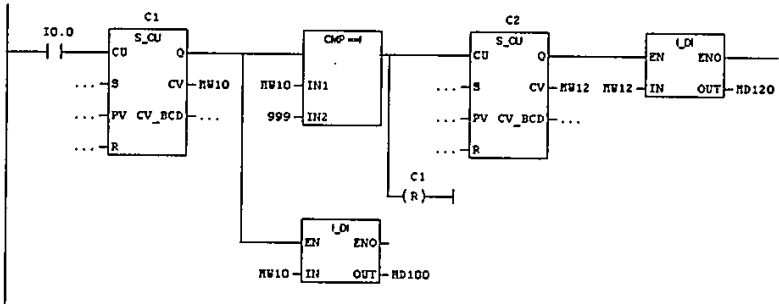 C1
S_CU
I0.0
CU Q
... S CV MW10
... PV CV_BCD ...
... R
CMP ==I
MW10 IN1
999 IN2
C2
S_CU
CU Q
... S CV MW12
... PV CV_BCD ...
... R
I_DI
EN ENO
MW12 IN OUT MD120
C1
(R)
I_DI
EN ENO
MW10 IN OUT MD100